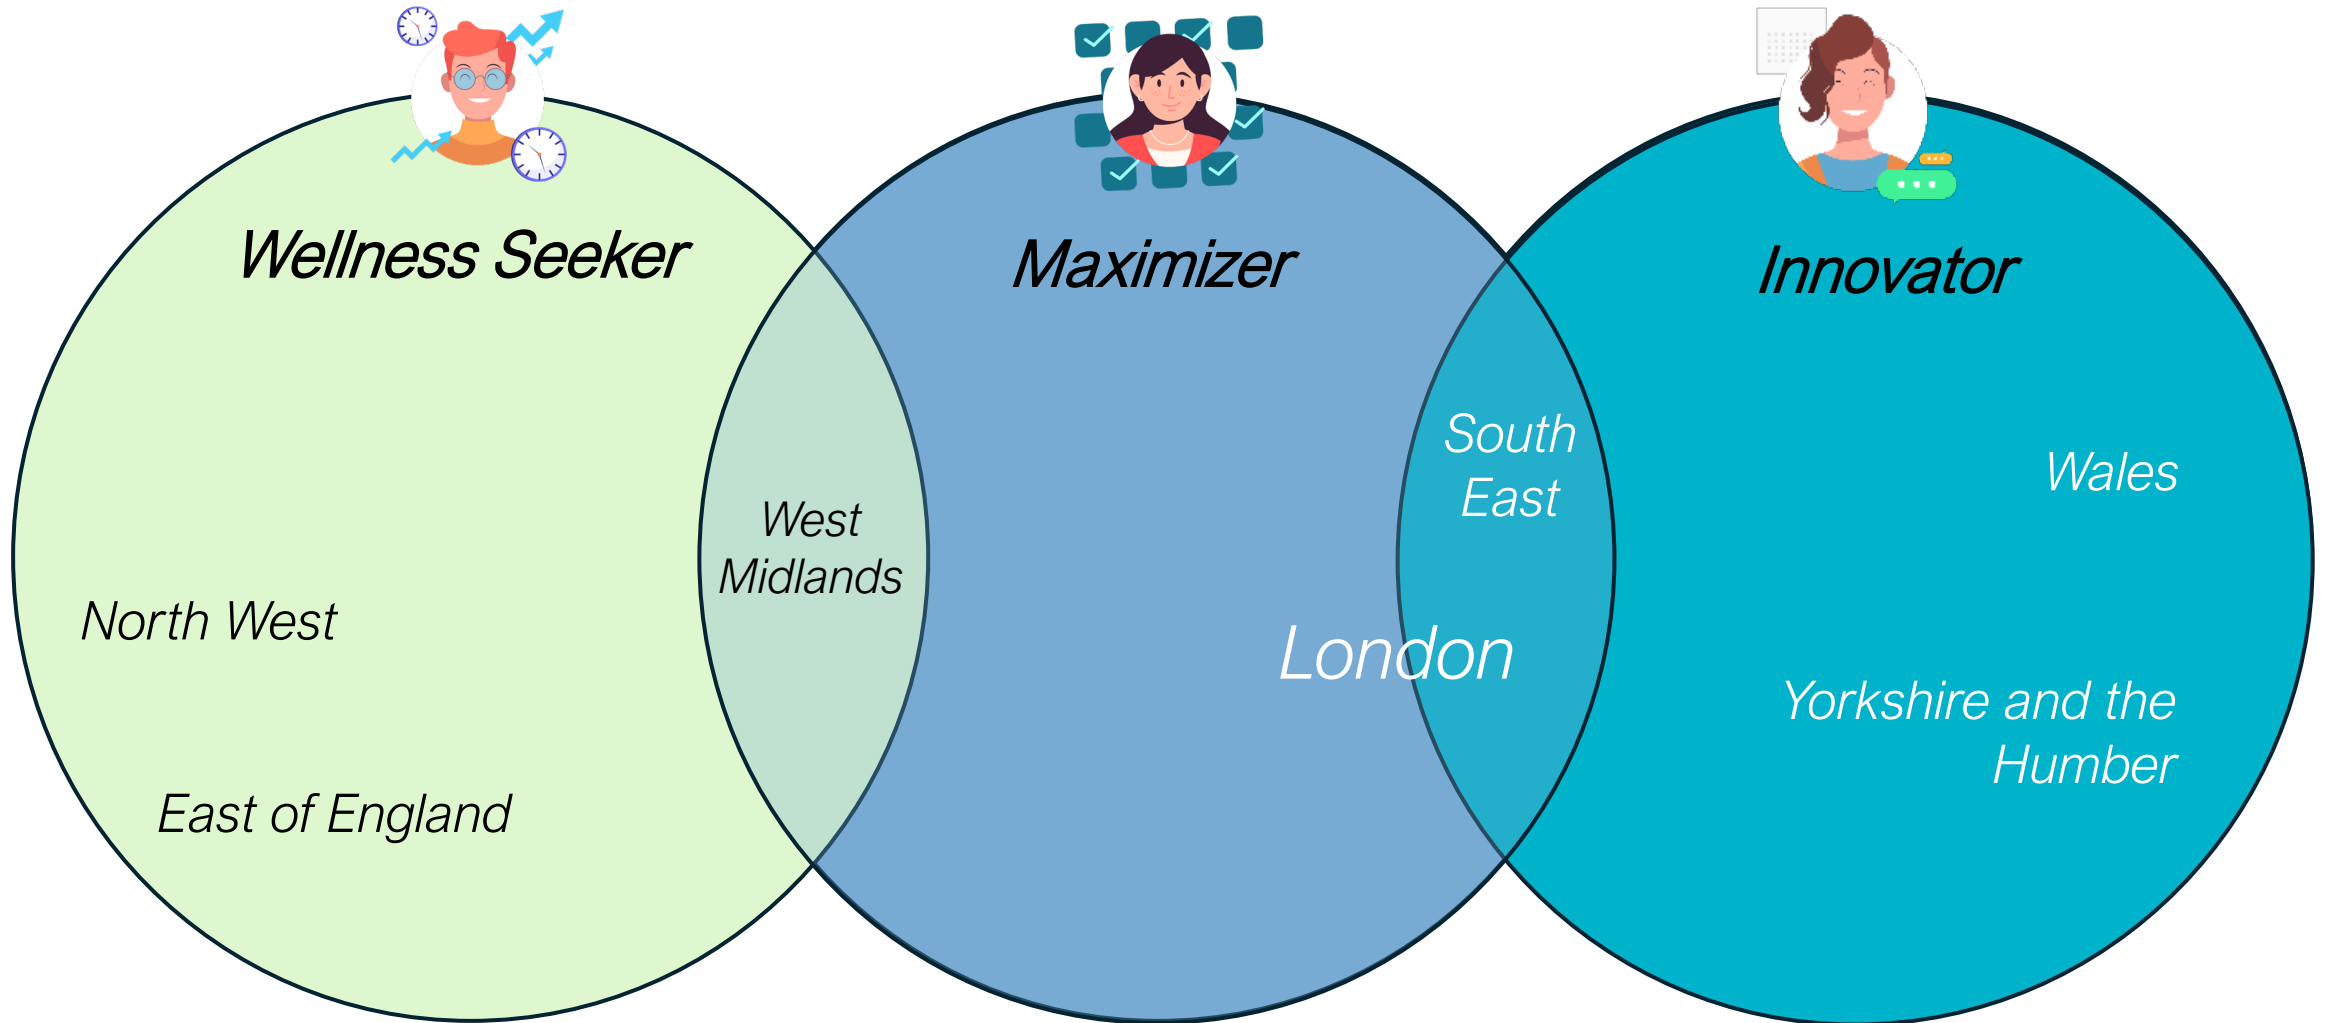 Wellness Seeker
Maximizer
Innovator
North West
East of England
West
Midlands
South
East
London
Wales
Yorkshire and the
Humber